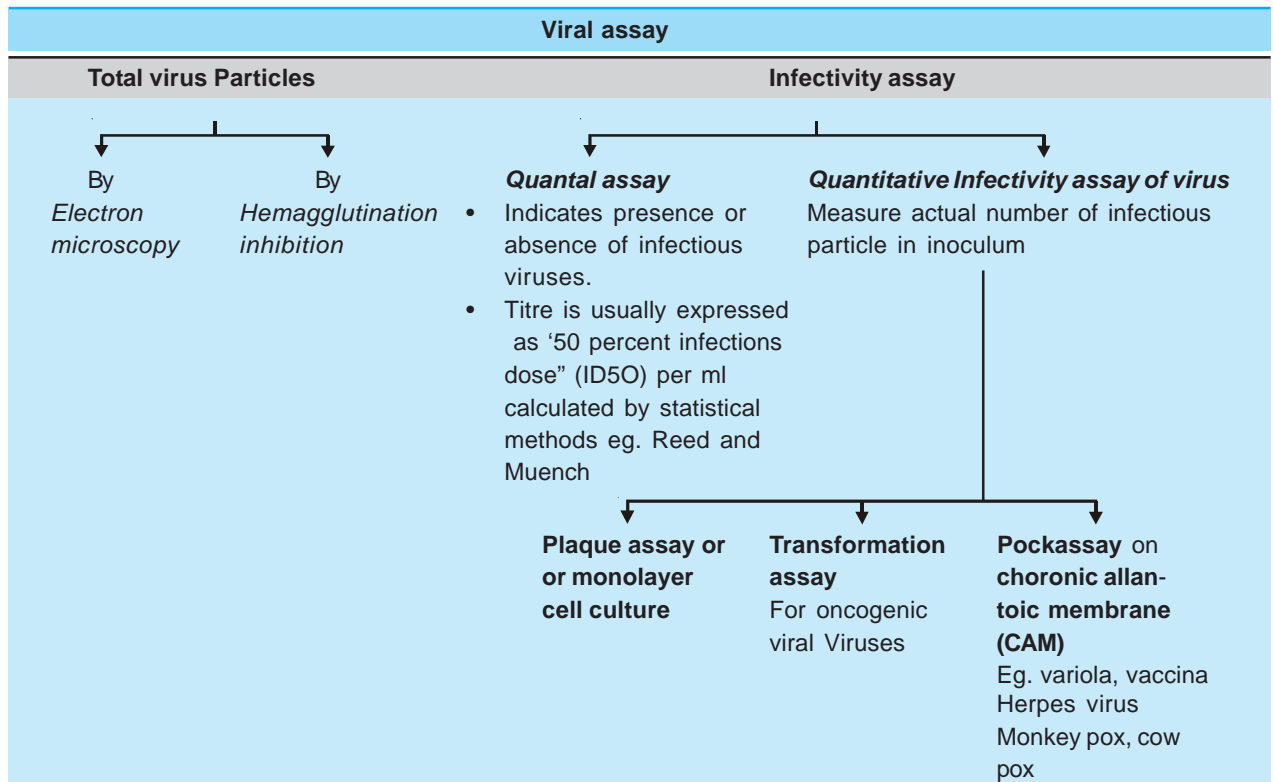 Viral assay
Total virus Particles
Infectivity assay
By
Electron
microscopy
By
Hemagglutination
inhibition
Quantal assay
• Indicates presence or
absence of infectious
viruses.
• Titre is usually expressed
as ‘50 percent infections
dose” (ID5O) per ml
calculated by statistical
methods eg. Reed and
Muench
Quantitative Infectivity assay of virus
Measure actual number of infectious
particle in inoculum
Plaque assay or
or monolayer
cell culture
Transformation
assay
For oncogenic
viral Viruses
Pockassay on
choronic allan-
toic membrane
(CAM)
Eg. variola, vaccina
Herpes virus
Monkey pox, cow
pox